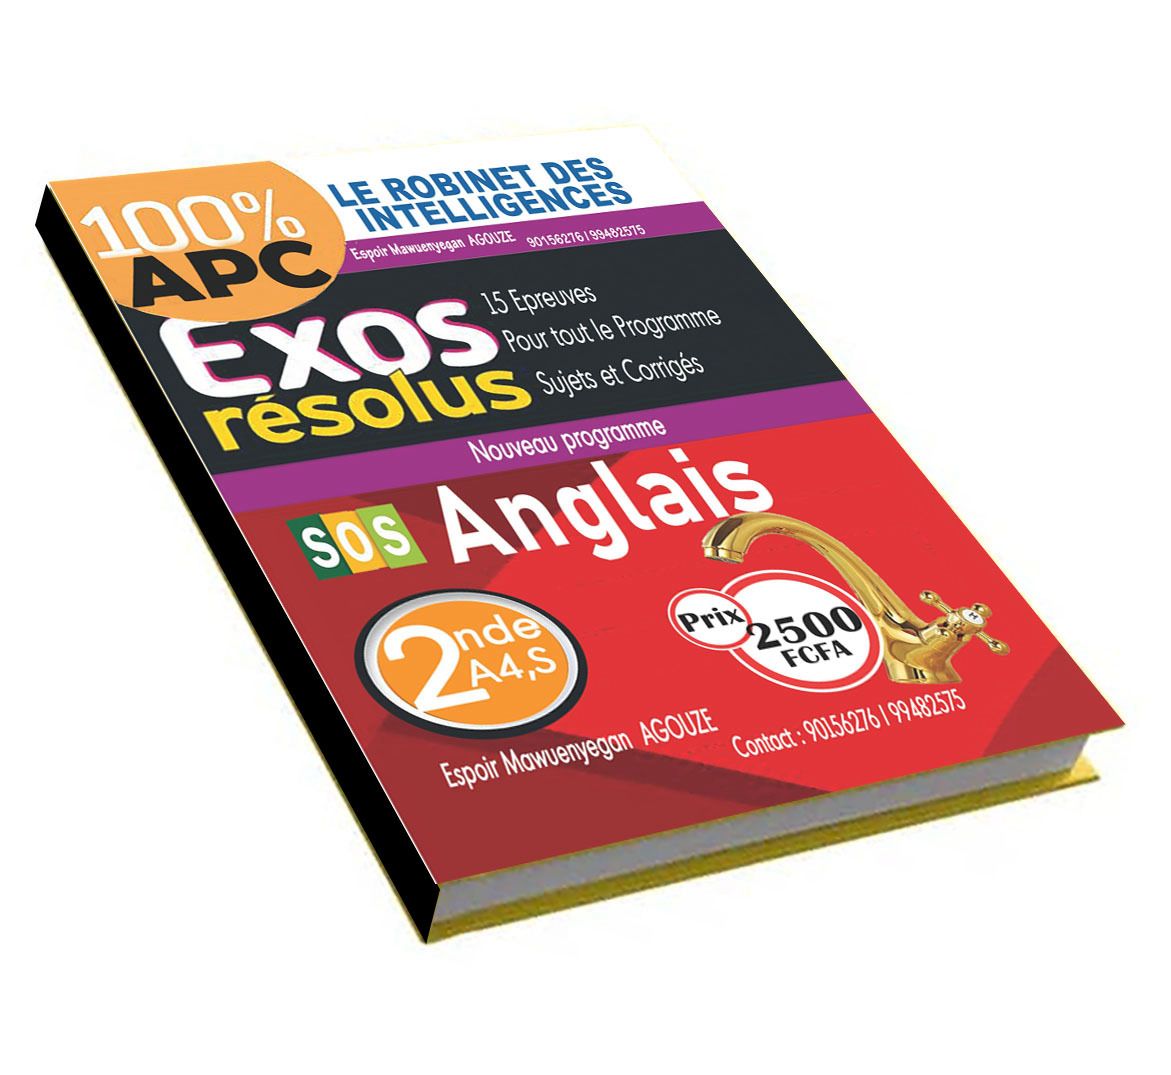 100%
APC
LE ROBINET DES
INTELLIGENCES
Espoir Mawuenyegan AGOUZE 90156276 / 99482575
Exos
résolus
15 Epreuves
Pour tout le Programme
Sujets et Corrigés
Nouveau programme
SOS Anglais
2nde
A4,S
Prix
2500
FCFA
Espoir Mawuenyegan AGOUZE
Contact : 90156276 / 99482575